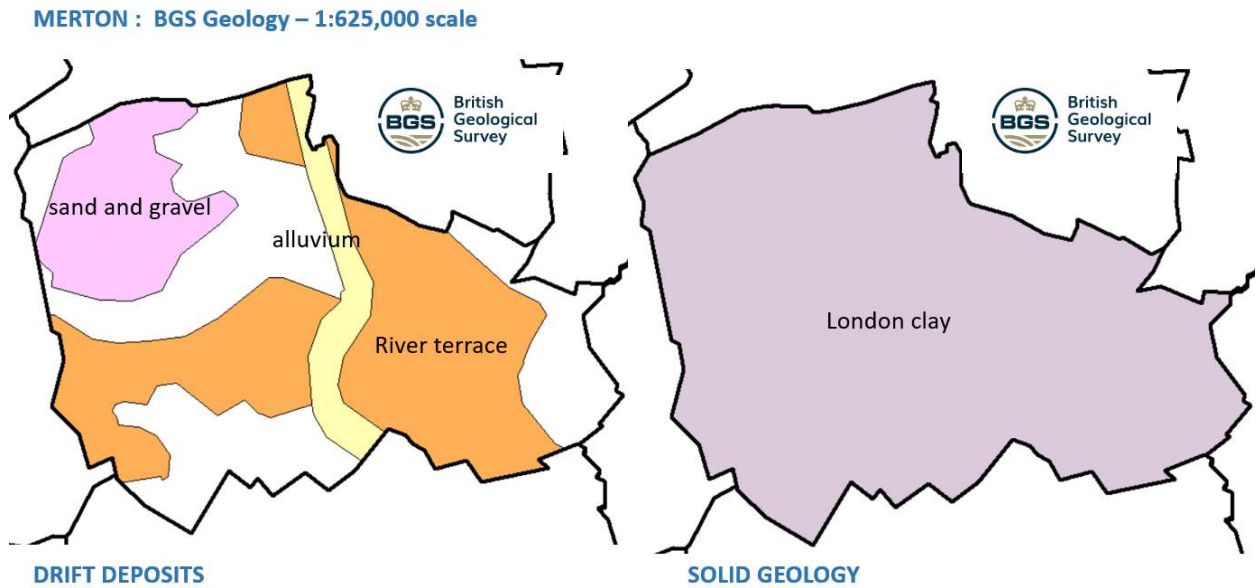 MERTON : BGS Geology – 1:625,000 scale
BGS
British
Geological
Survey
sand and gravel
alluvium
River terrace
DRIFT DEPOSITS
BGS
British
Geological
Survey
London clay
SOLID GEOLOGY